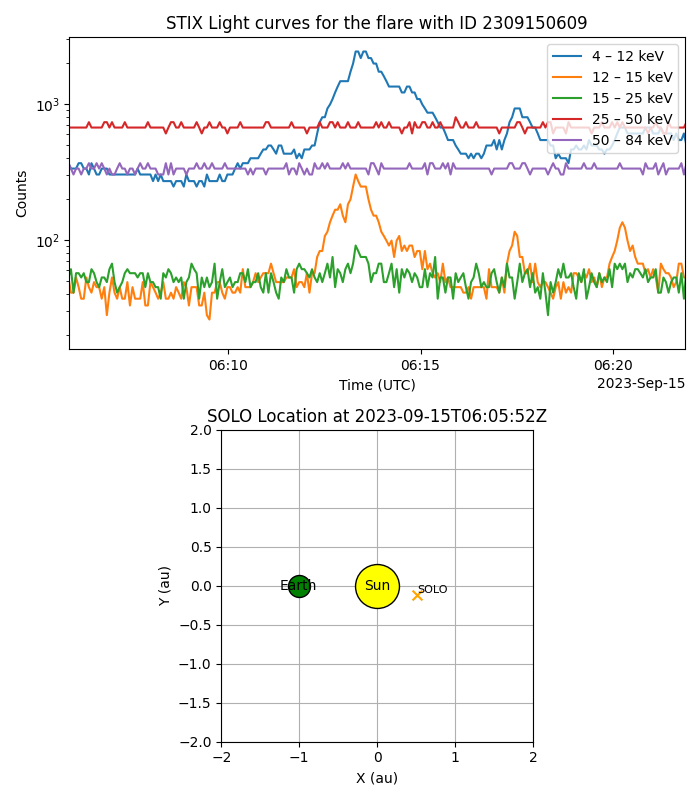 STIX Light curves for the flare with ID 2309150609
4 – 12 keV
12 – 15 keV
15 – 25 keV
25 – 50 keV
50 – 84 keV
10³
10²
Counts
06:10 06:15 06:20
Time (UTC)
2023-Sep-15
SOLO Location at 2023-09-15T06:05:52Z
2.0
1.5
1.0
0.5
0.0
−0.5
−1.0
−1.5
−2.0
Y (au)
Earth Sun SOLO
−2 −1 0 1 2
X (au)